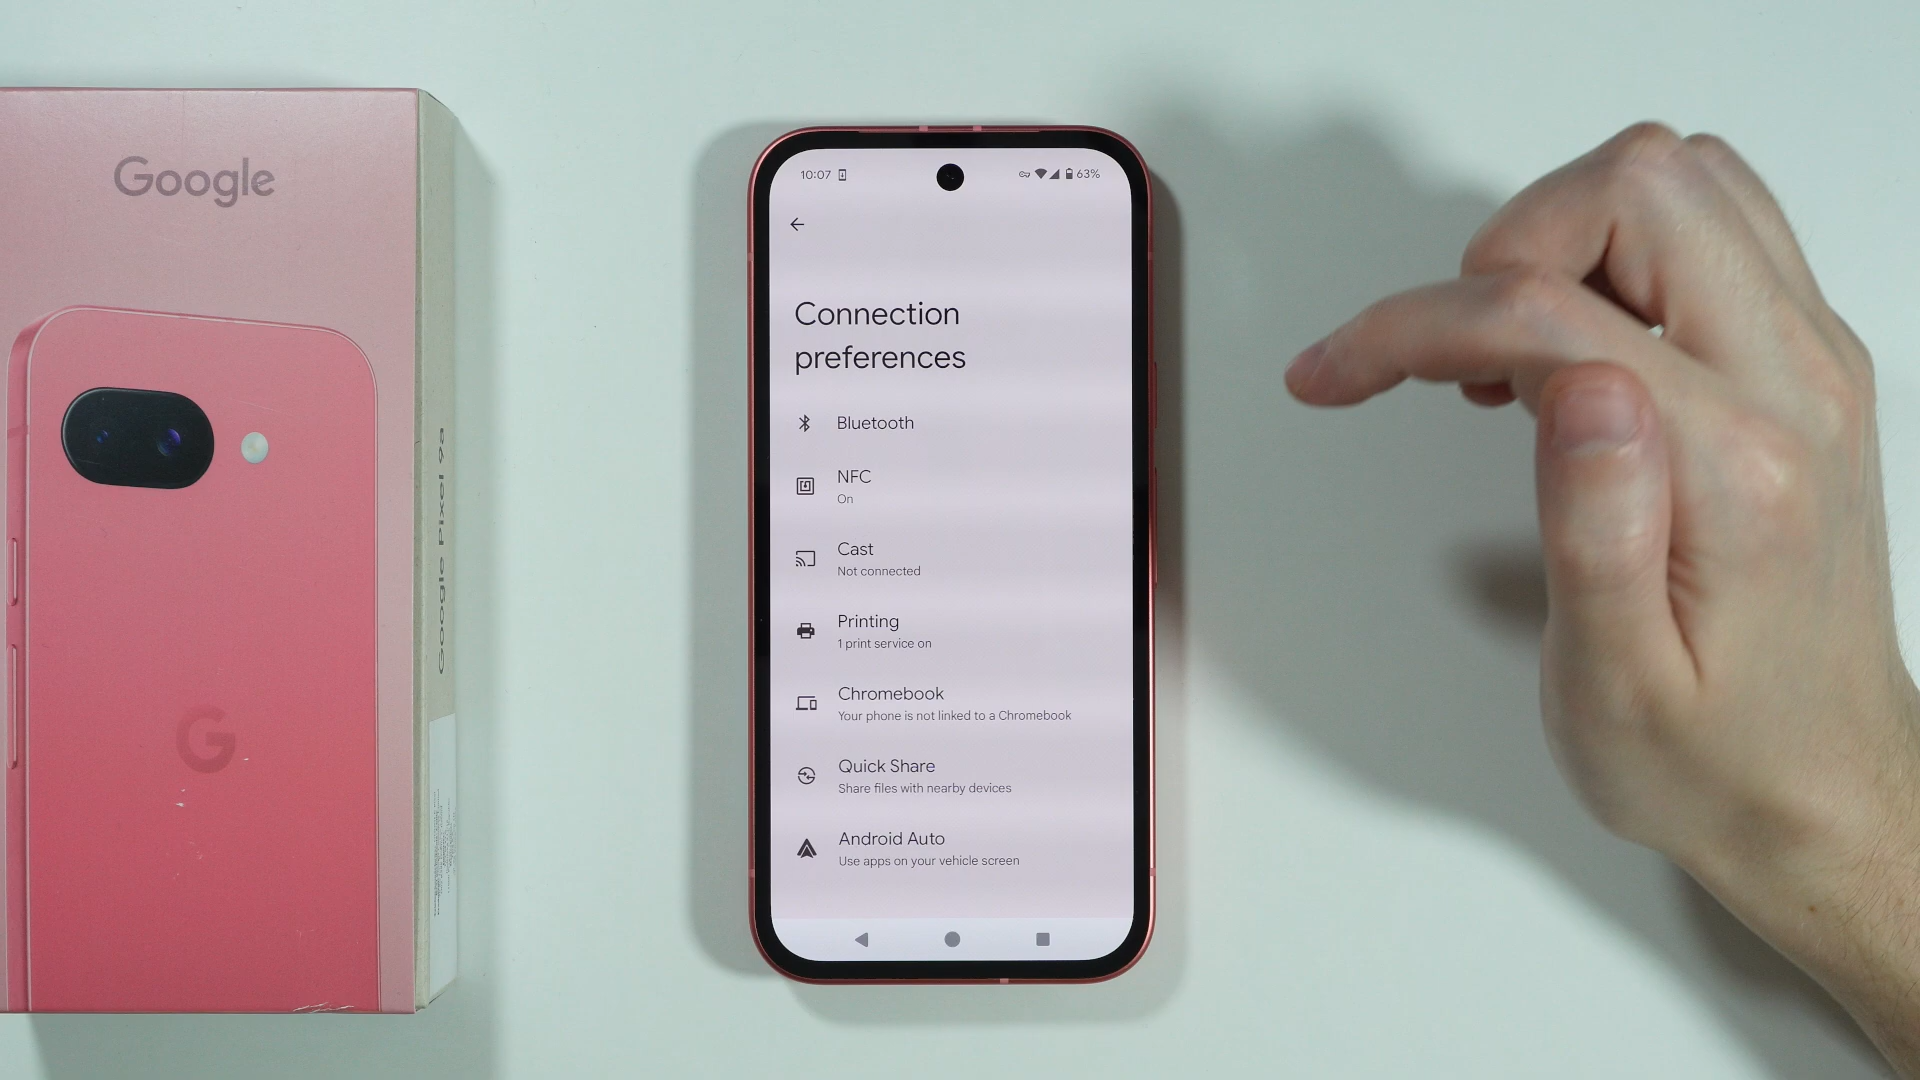 Google
Google Pixel 9a
10:07
63%
Connection
preferences
Bluetooth
NFC
On
Cast
Not connected
Printing
1 print service on
Chromebook
Your phone is not linked to a Chromebook
Quick Share
Share files with nearby devices
Android Auto
Use apps on your vehicle screen